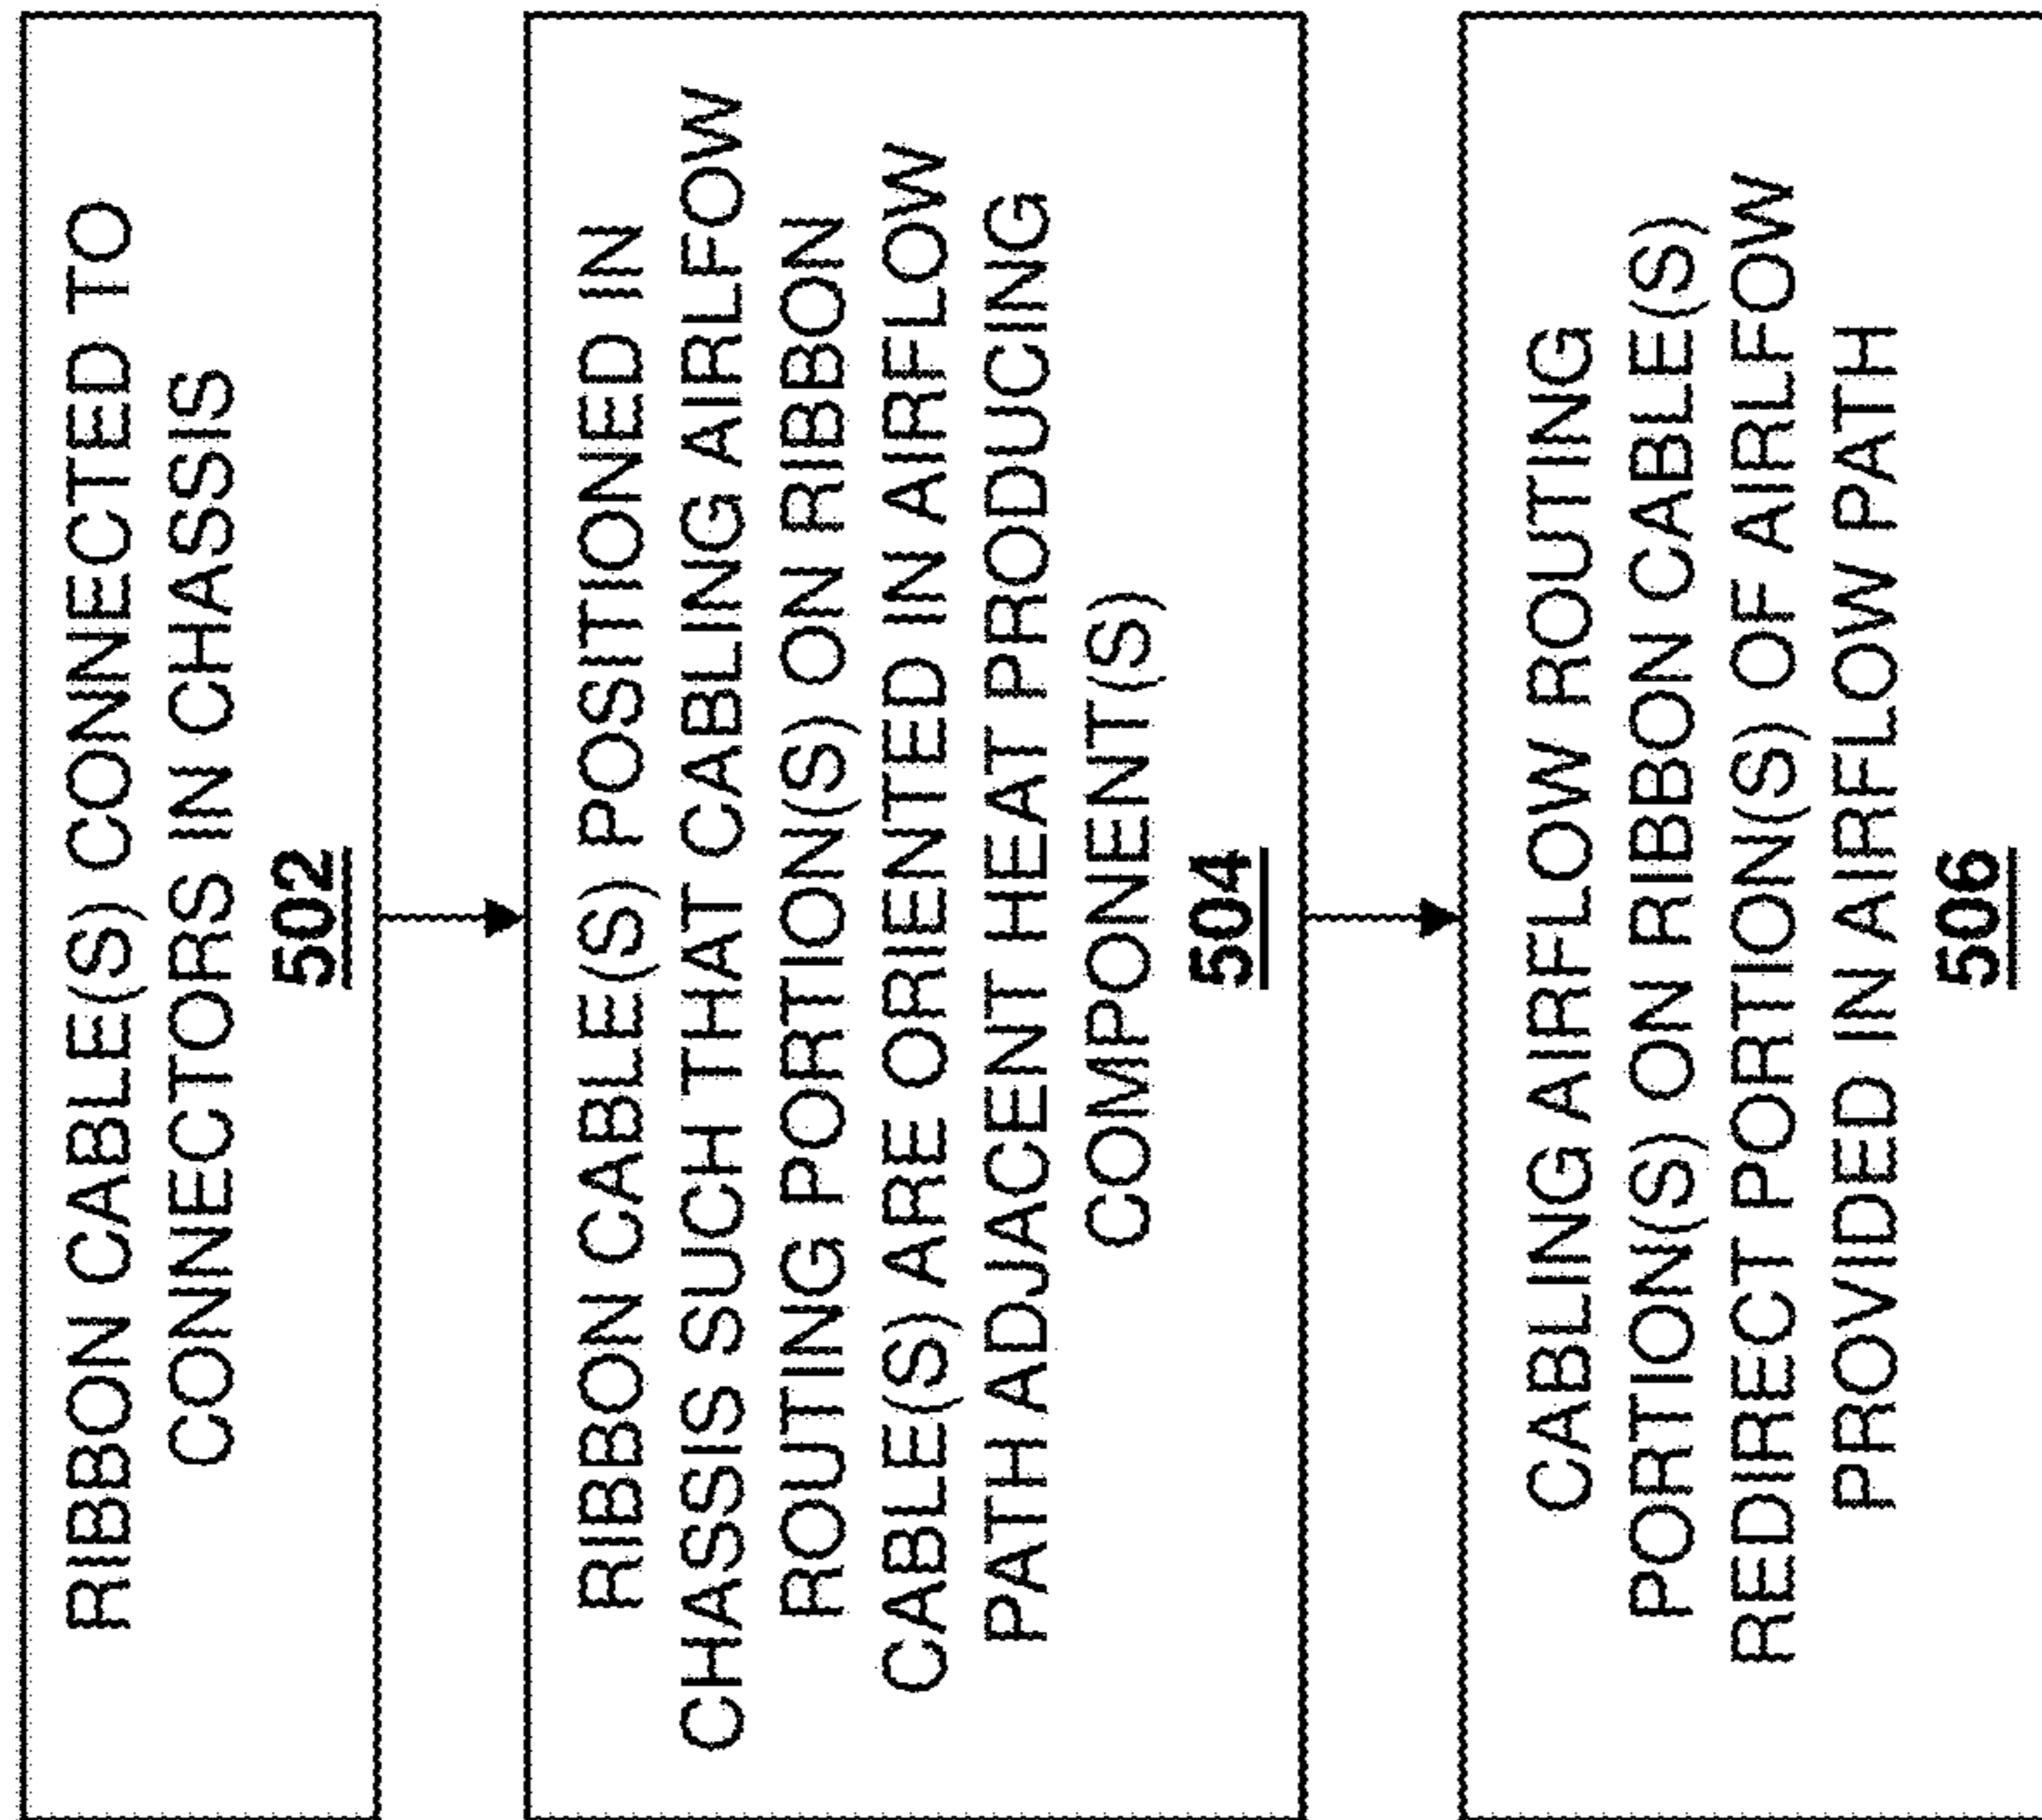 RIBBON CABLE(S) CONNECTED TO
CONNECTORS IN CHASSIS
502
RIBBON CABLE(S) POSITIONED IN
CHASSIS SUCH THAT CABLING AIRLFOW
ROUTING PORTION(S) ON RIBBON
CABLE(S) ARE ORIENTED IN AIRFLOW
PATH ADJACENT HEAT PRODUCING
COMPONENT(S)
504
CABLING AIRFLOW ROUTING
PORTION(S) ON RIBBON CABLE(S)
REDIRECT PORTION(S) OF AIRLFOW
PROVIDED IN AIRFLOW PATH
506